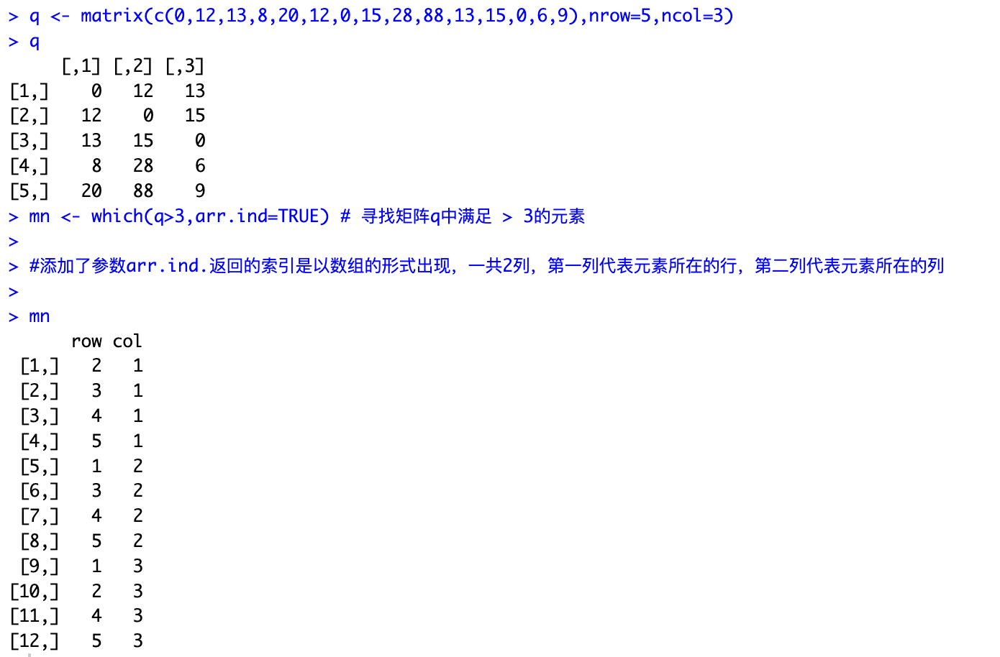 > q <- matrix(c(0,12,13,8,20,12,0,15,28,88,13,15,0,6,9),nrow=5,ncol=3)
> q
     [,1] [,2] [,3]
[1,]    0   12   13
[2,]   12    0   15
[3,]   13   15    0
[4,]    8   28    6
[5,]   20   88    9
> mn <- which(q>3,arr.ind=TRUE) # 寻找矩阵q中满足 > 3的元素
>
> #添加了参数arr.ind.返回的索引是以数组的形式出现，一共2列，第一列代表元素所在的行，第二列代表元素所在的列
>
> mn
      row col
 [1,]   2   1
 [2,]   3   1
 [3,]   4   1
 [4,]   5   1
 [5,]   1   2
 [6,]   3   2
 [7,]   4   2
 [8,]   5   2
 [9,]   1   3
[10,]   2   3
[11,]   4   3
[12,]   5   3